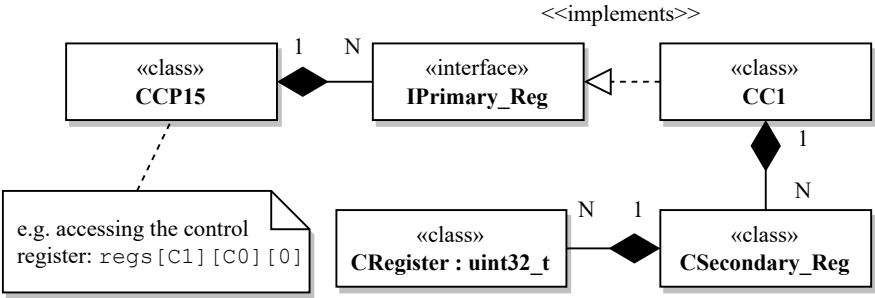 <<implements>>
«class»
CCP15
1
N
«interface»
IPrimary_Reg
«class»
CC1
1
N
e.g. accessing the control
register: regs[C1][C0][0]
«class»
CRegister : uint32_t
N
1
«class»
CSecondary_Reg